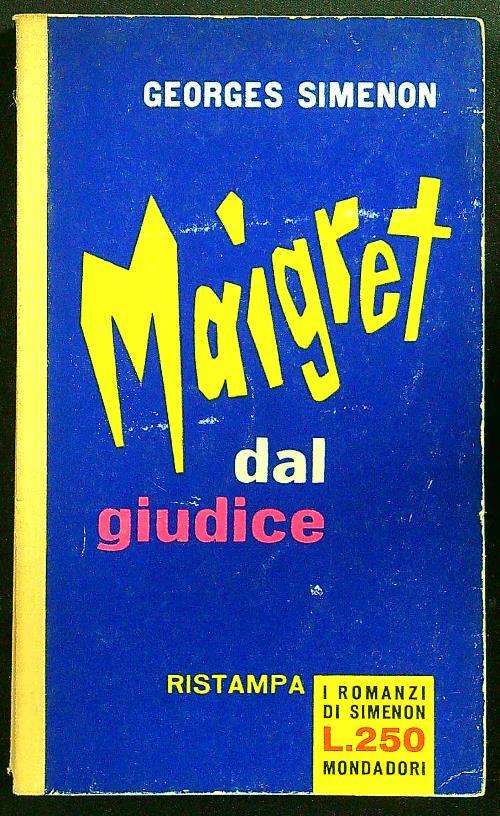 GEORGES SIMENON
Maigret
dal
giudice
RISTAMPA
I ROMANZI
DI SIMENON
L.250
MONDADORI